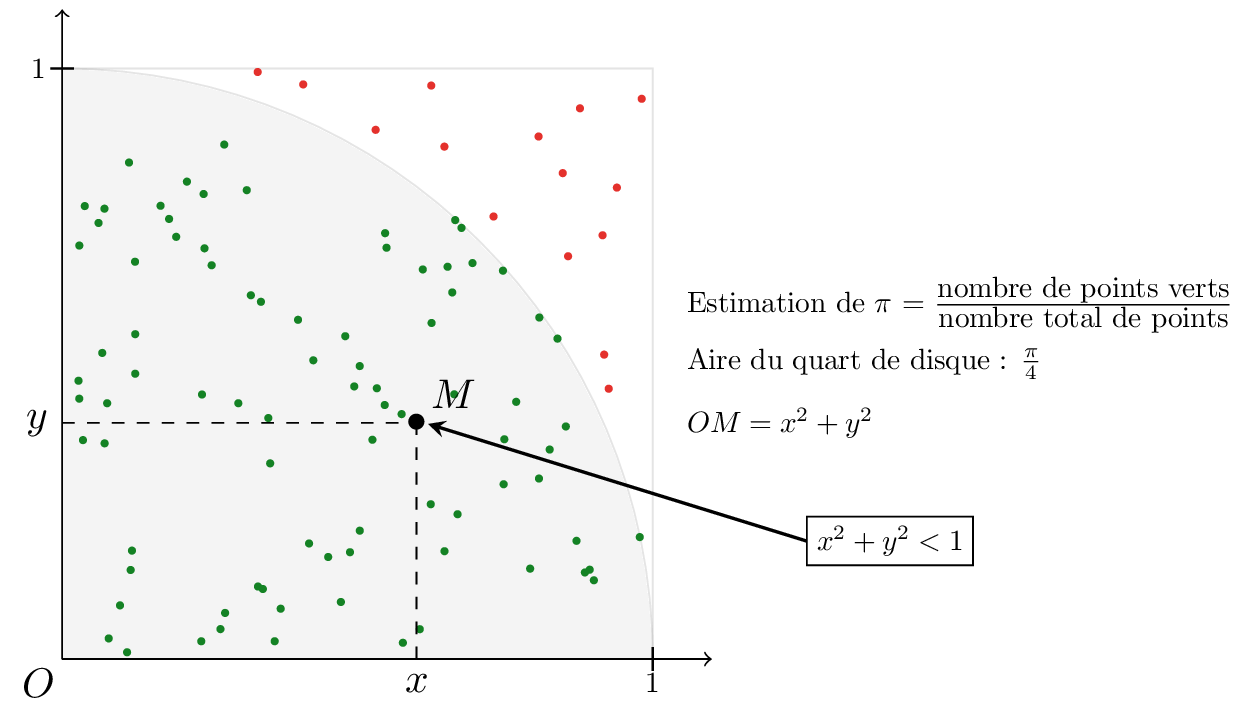 1
Estimation de π = nombre de points verts / nombre total de points
Aire du quart de disque : π/4
M
y
OM = x² + y²
x² + y² < 1
O
x
1